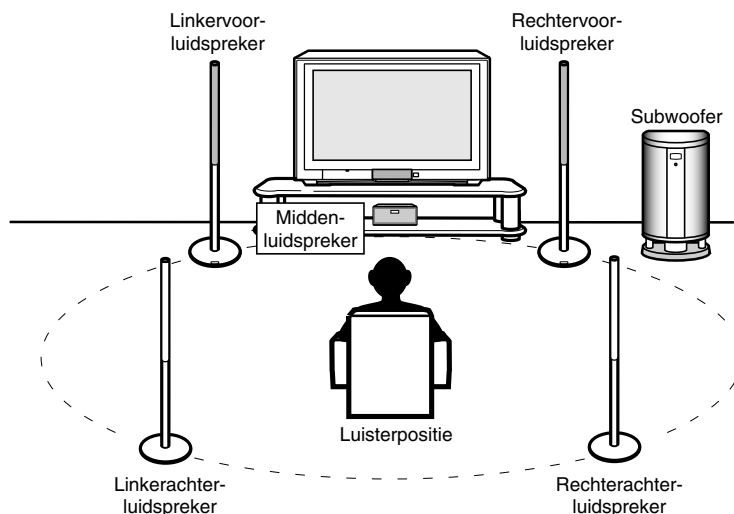 Linkervoor-
luidspreker
Rechtervoor-
luidspreker
Subwoofer
Midden-
luidspreker
Luisterpositie
Linkerachter-
luidspreker
Rechterachter-
luidspreker